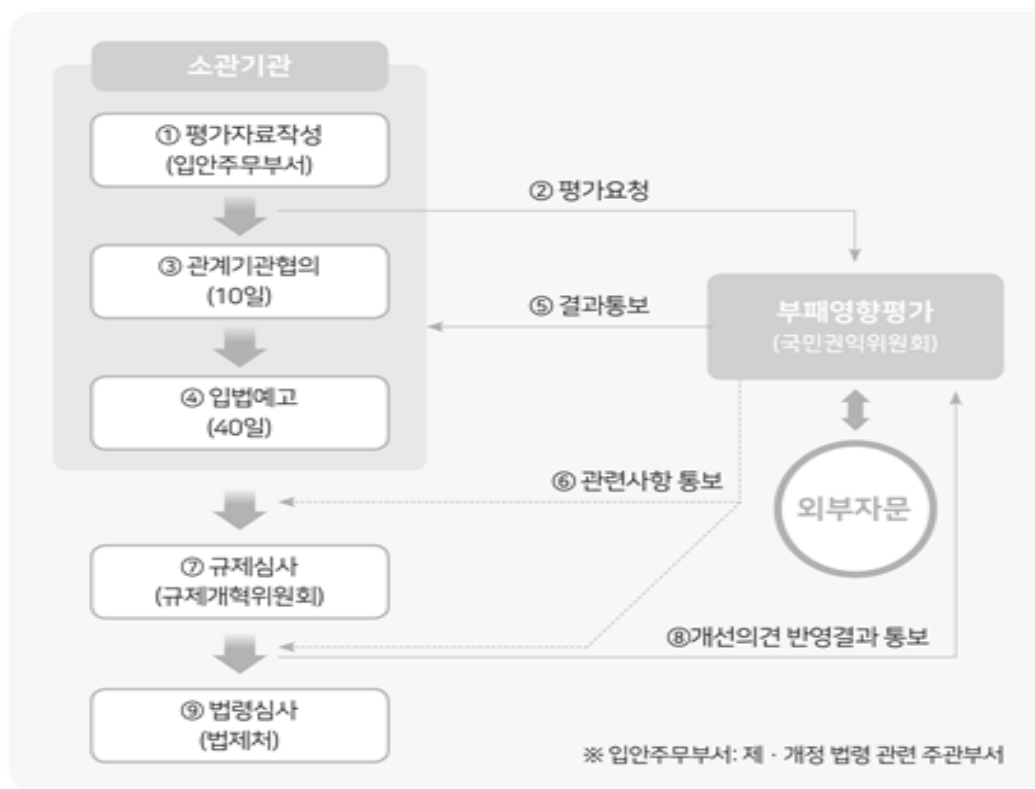 소관기관
① 평가자료작성
(입안주무부서)
② 평가요청
③ 관계기관협의
(10일)
⑤ 결과통보
부패영향평가
(국민권익위원회)
④ 입법예고
(40일)
⑥ 관련사항 통보
외부자문
⑦ 규제심사
(규제개혁위원회)
⑧개선의견 반영결과 통보
⑨ 법령심사
(법제처)
※ 입안주무부서: 제 · 개정 법령 관련 주관부서